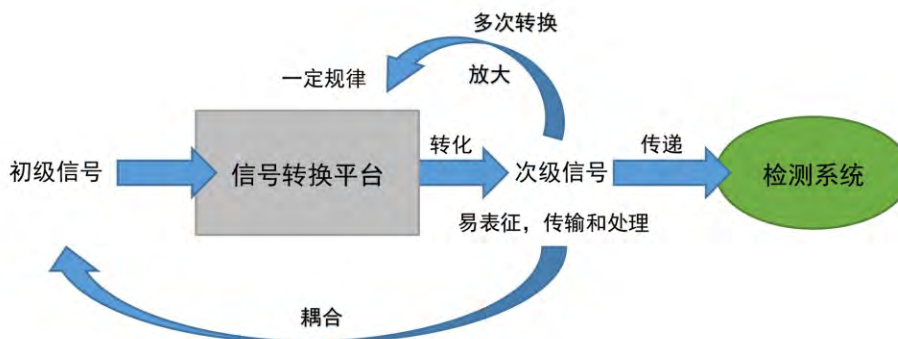 多次转换
一定规律
放大
初级信号
信号转换平台
转化
次级信号
传递
检测系统
易表征，传输和处理
耦合